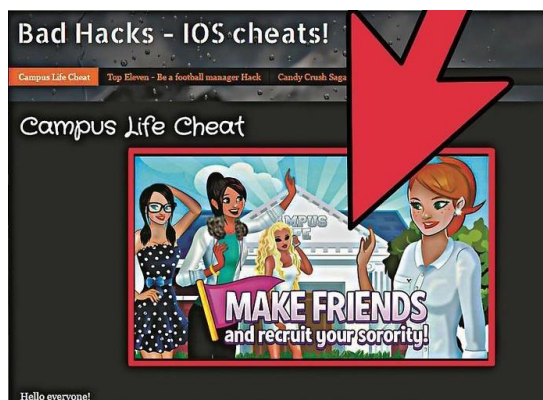 Bad Hacks - IOS cheats!
Campus Life Cheat Top Eleven - Be a football manager Hack Candy Crush Saga
Campus Life Cheat
MAKE FRIENDS
and recruit your sorority!
Hello everyone!